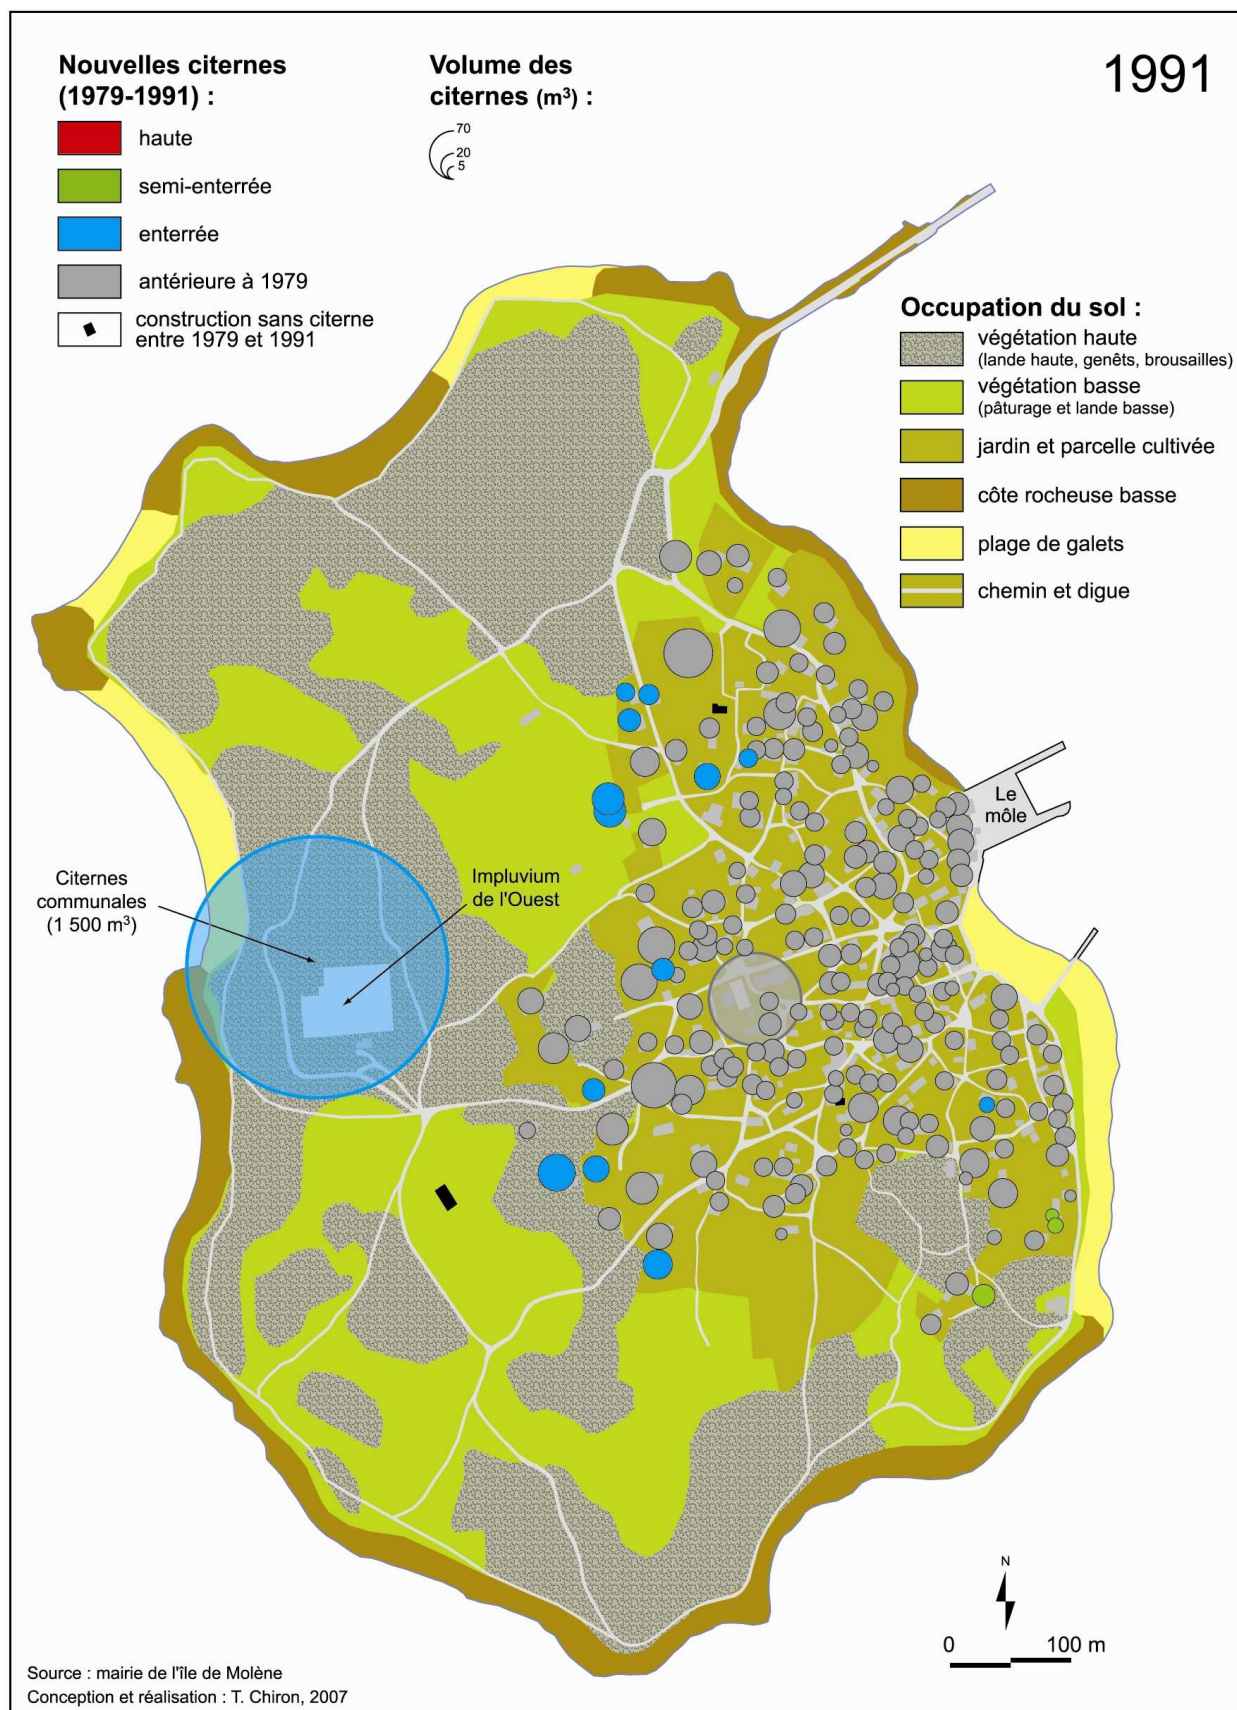 Nouvelles citernes
(1979-1991) :
haute
semi-enterrée
enterrée
antérieure à 1979
construction sans citerne
entre 1979 et 1991
Volume des
citernes (m³) :
70
20
5
1991
Occupation du sol :
végétation haute
(lande haute, genêts, brousailles)
végétation basse
(pâturage et lande basse)
jardin et parcelle cultivée
côte rocheuse basse
plage de galets
chemin et digue
Le
môle
Citernes
communales
(1 500 m³)
Impluvium
de l'Ouest
N
0 100 m
Source : mairie de l'île de Molène
Conception et réalisation : T. Chiron, 2007